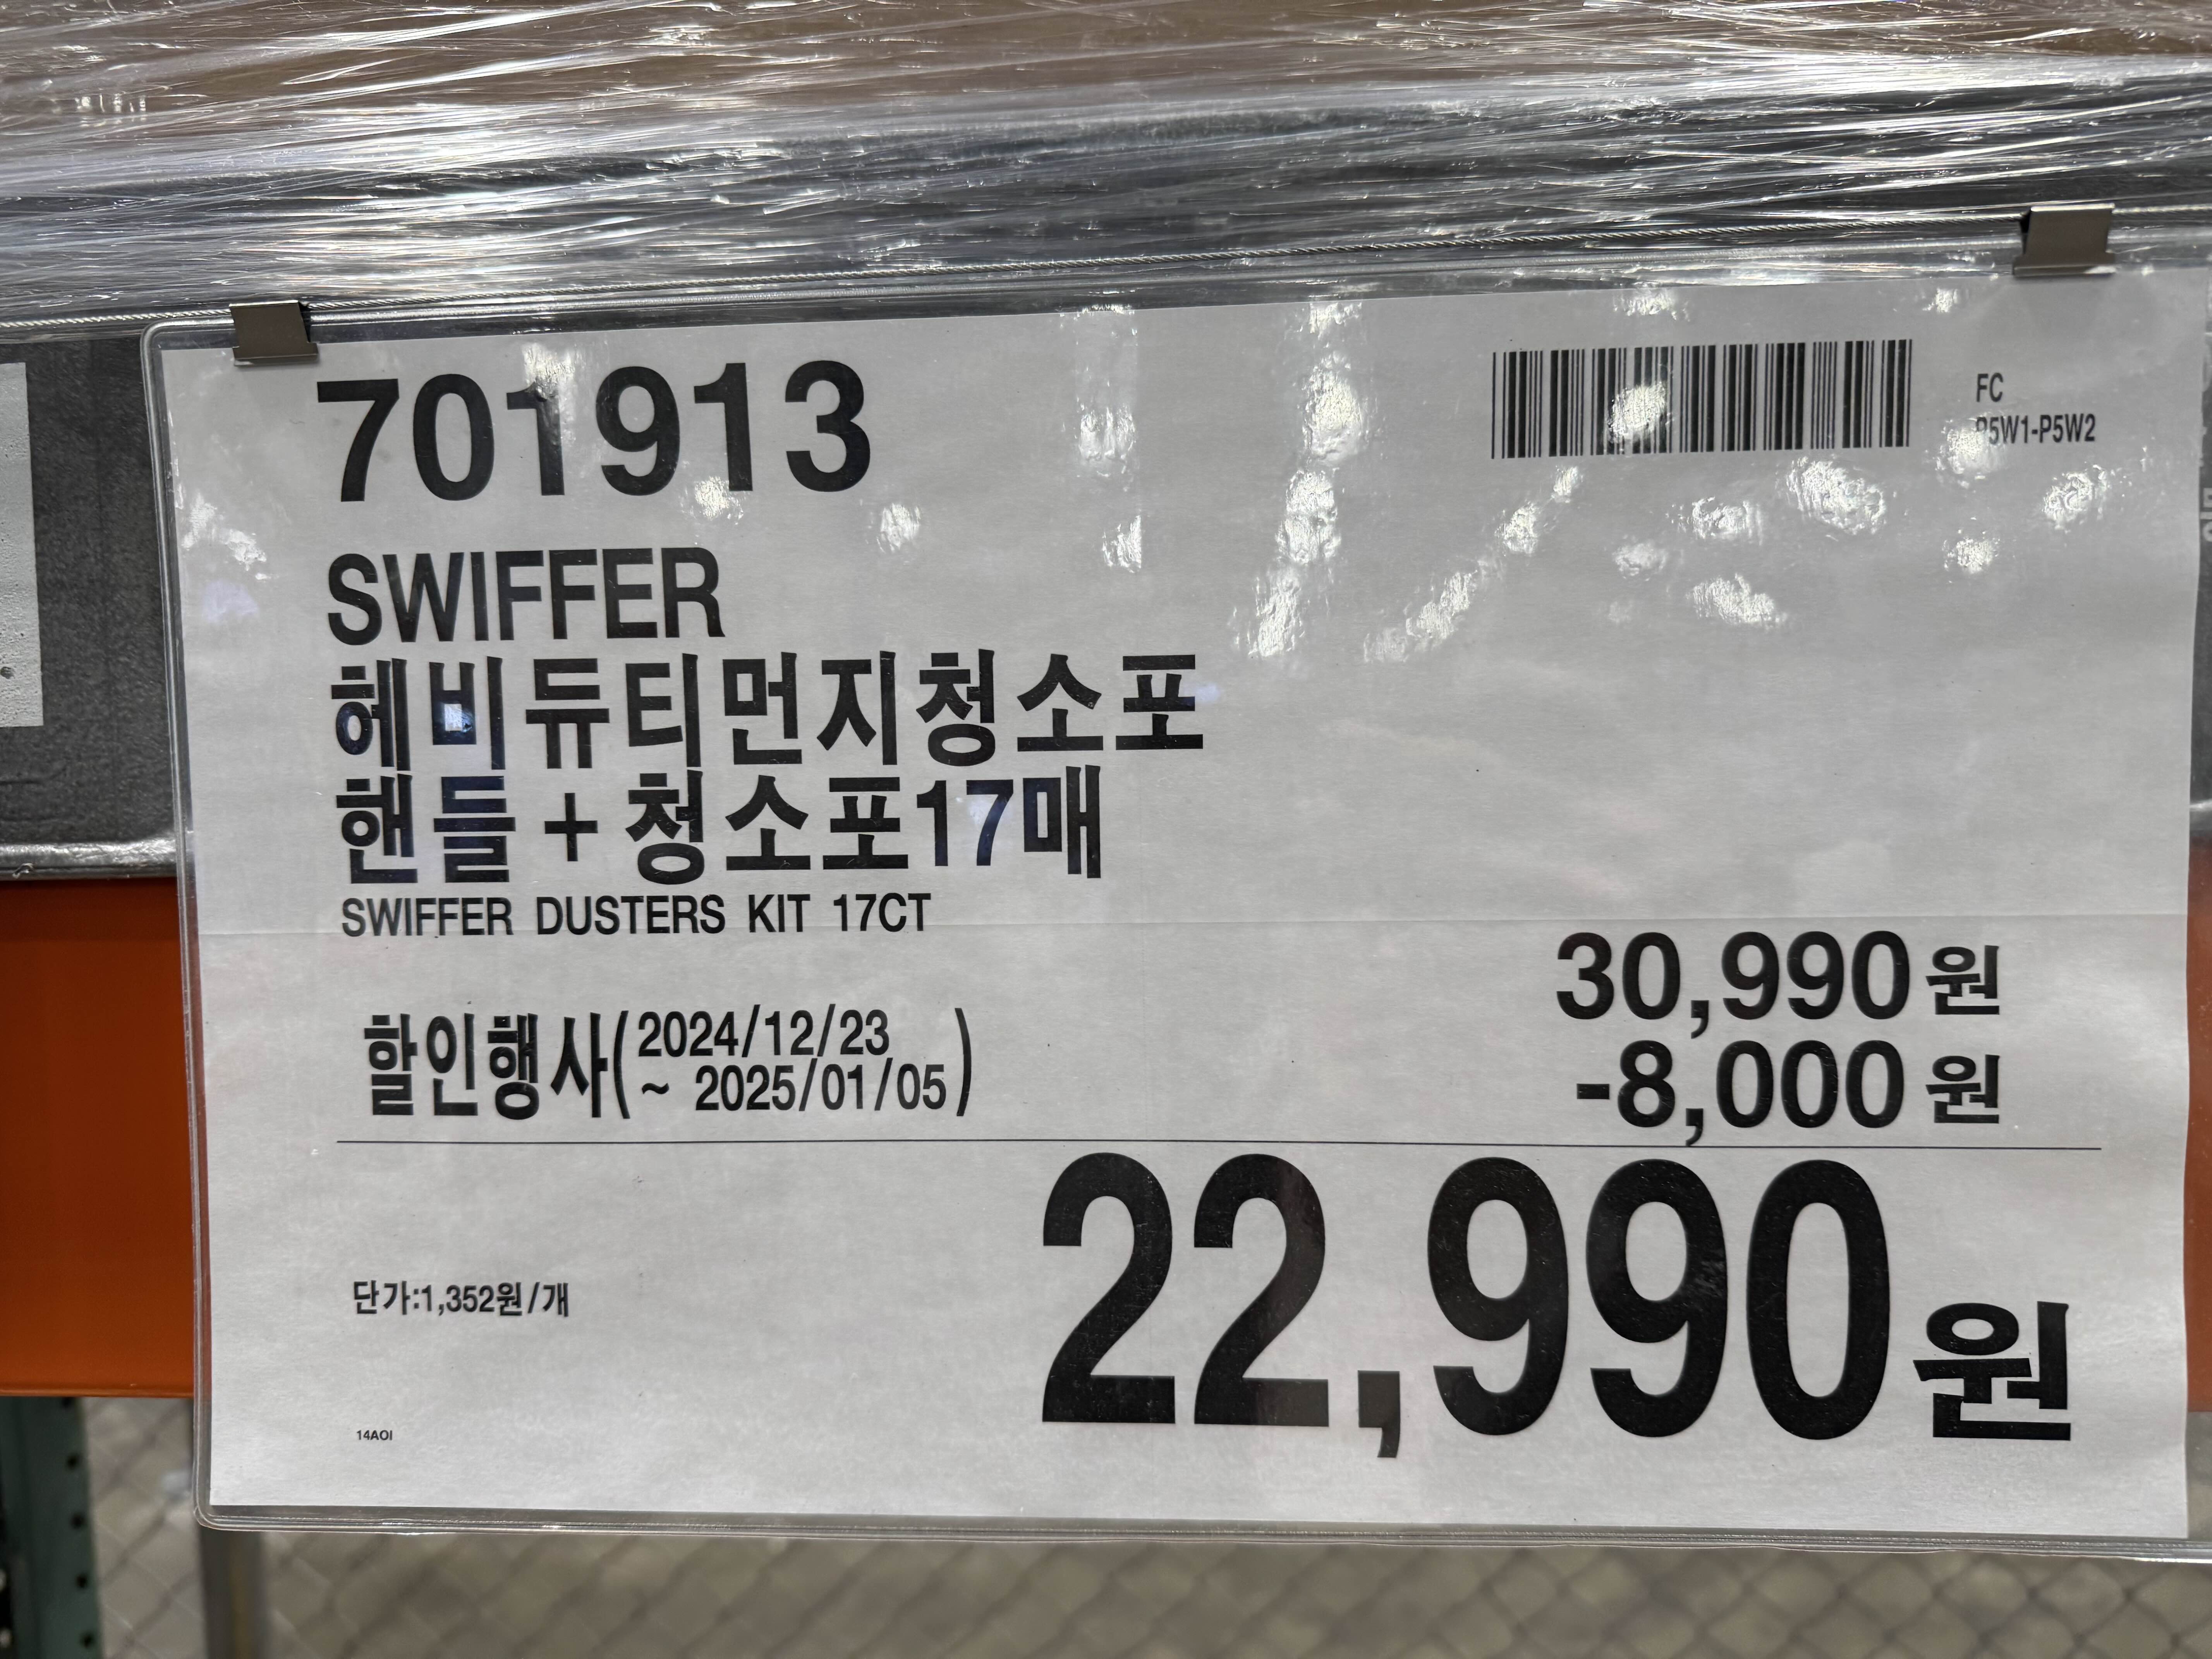 701913
FC
P5W1-P5W2
SWIFFER
헤비듀티먼지청소포
핸들+청소포17매
SWIFFER DUSTERS KIT 17CT
30,990원
할인행사(2024/12/23
~ 2025/01/05)
-8,000원
22,990원
단가:1,352원/개
14AOI